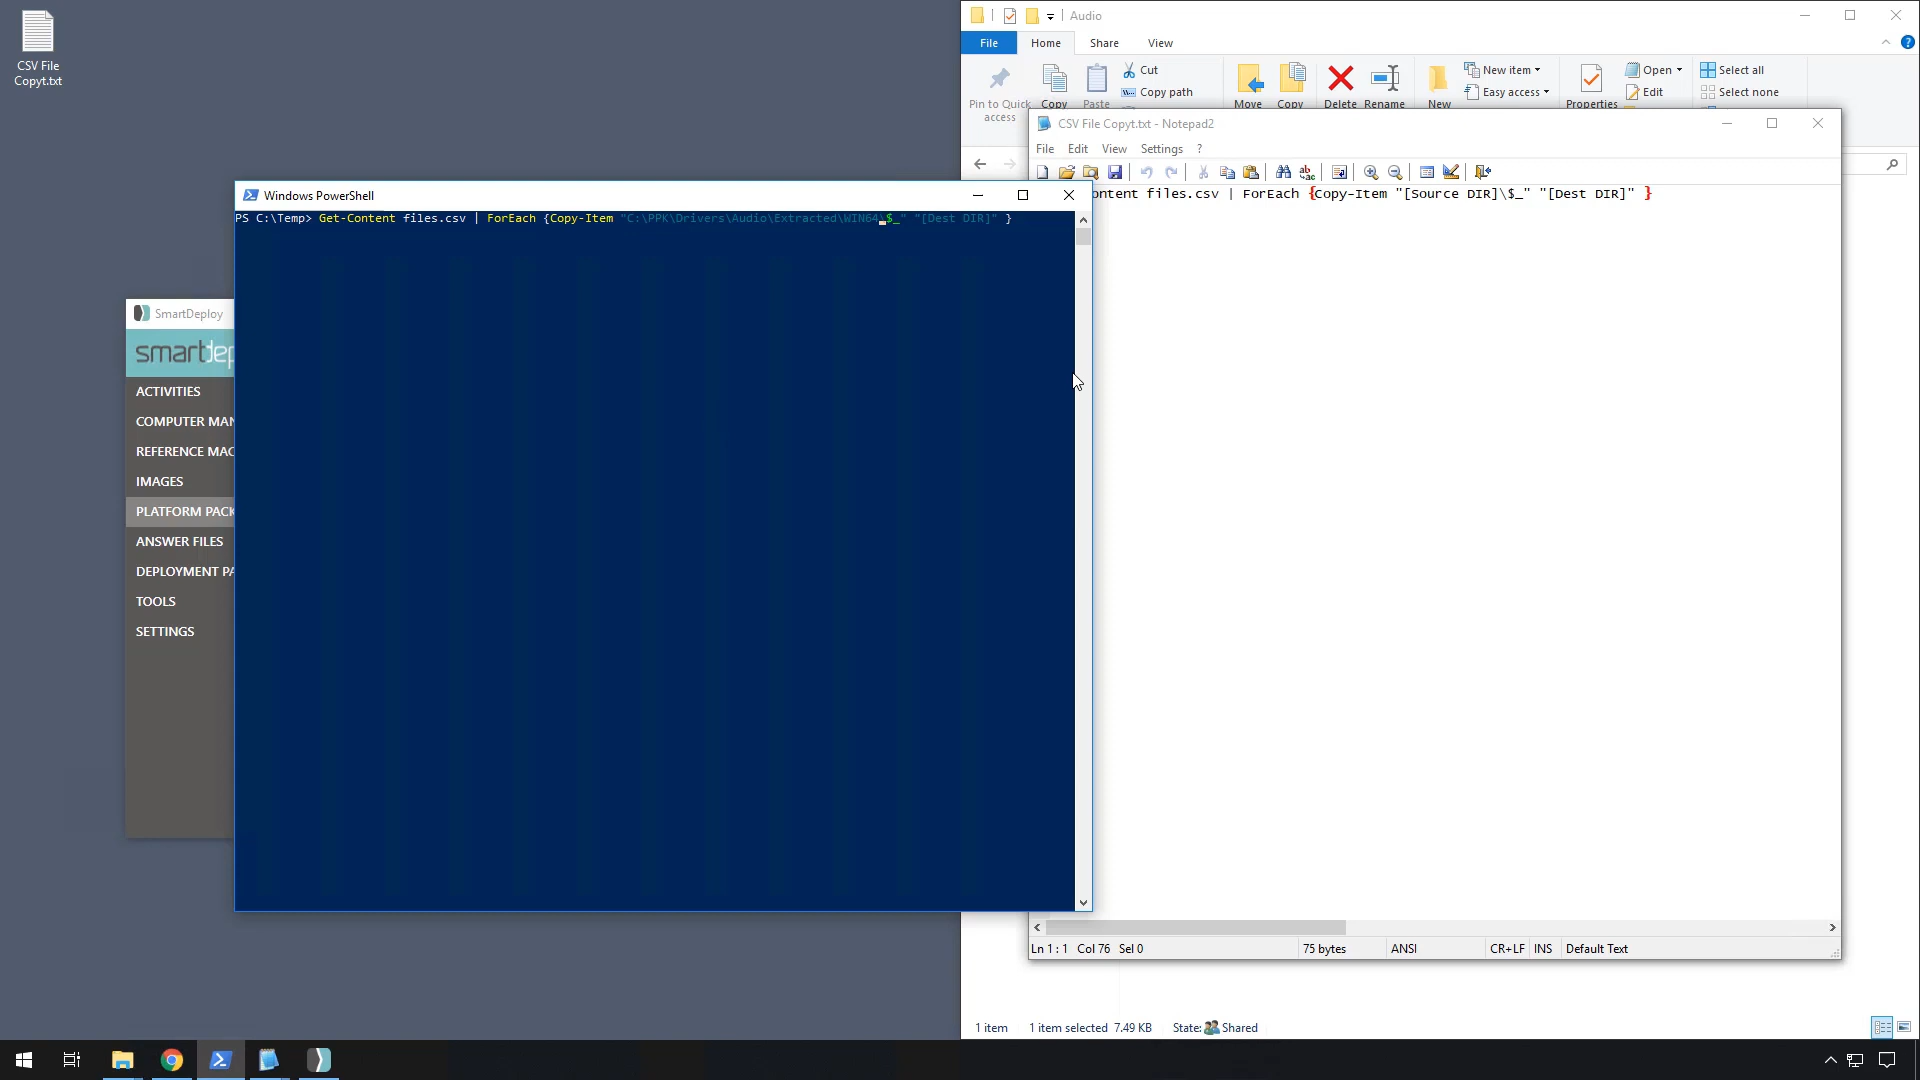 CSV File
Copyt.txt
Audio
File
Home
Share
View
Pin to Quick
access
Copy
Paste
Cut
Copy path
Move
Copy
Delete
Rename
New
New item
Easy access
Properties
Open
Edit
Select all
Select none
CSV File Copyt.txt - Notepad2
File Edit View Settings ?
ontent files.csv | ForEach {Copy-Item "[Source DIR]\$_" "[Dest DIR]" }
Windows PowerShell
PS C:\Temp> Get-Content files.csv | ForEach {Copy-Item "C:\PPK\Drivers\Audio\Extracted\WIN64\$_" "[Dest DIR]" }
SmartDeploy
smartdep
ACTIVITIES
COMPUTER MAN
REFERENCE MAC
IMAGES
PLATFORM PACK
ANSWER FILES
DEPLOYMENT PA
TOOLS
SETTINGS
Ln 1 : 1 Col 76 Sel 0
75 bytes
ANSI
CR+LF
INS
Default Text
1 item
1 item selected 7.49 KB
State: Shared